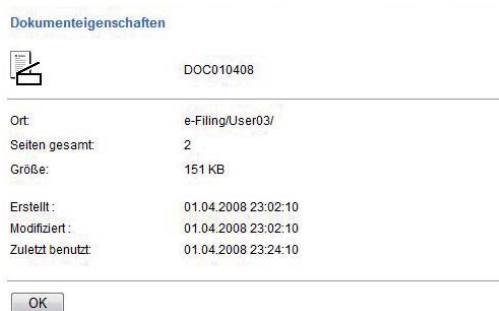 Dokumenteigenschaften
DOC010408
Ort: e-Filing/User03/
Seiten gesamt: 2
Größe: 151 KB
Erstellt : 01.04.2008 23:02:10
Modifiziert : 01.04.2008 23:02:10
Zuletzt benutzt: 01.04.2008 23:24:10
OK